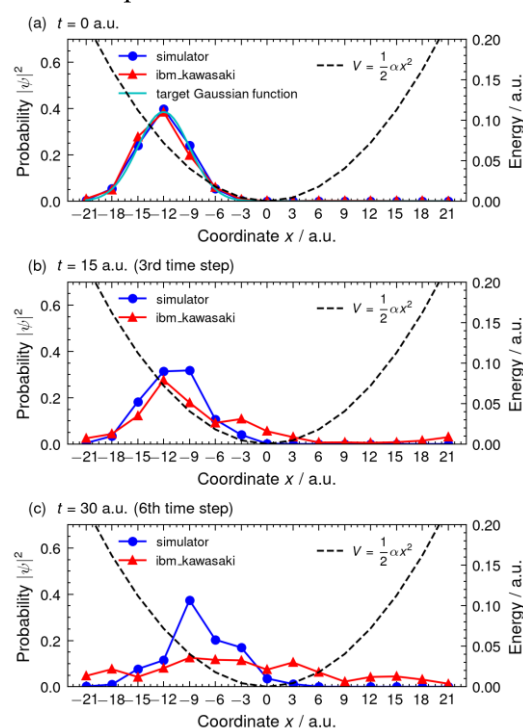 (a) t = 0 a.u.
simulator
ibm_kawasaki
target Gaussian function
V = 1/2 αx²
Probability |ψ|²
0.6
0.4
0.2
0.0
Energy / a.u.
0.20
0.15
0.10
0.05
0.00
−21 −18 −15 −12 −9 −6 −3 0 3 6 9 12 15 18 21
Coordinate x / a.u.
(b) t = 15 a.u. (3rd time step)
simulator
ibm_kawasaki
V = 1/2 αx²
Probability |ψ|²
0.6
0.4
0.2
0.0
Energy / a.u.
0.20
0.15
0.10
0.05
0.00
−21 −18 −15 −12 −9 −6 −3 0 3 6 9 12 15 18 21
Coordinate x / a.u.
(c) t = 30 a.u. (6th time step)
simulator
ibm_kawasaki
V = 1/2 αx²
Probability |ψ|²
0.6
0.4
0.2
0.0
Energy / a.u.
0.20
0.15
0.10
0.05
0.00
−21 −18 −15 −12 −9 −6 −3 0 3 6 9 12 15 18 21
Coordinate x / a.u.